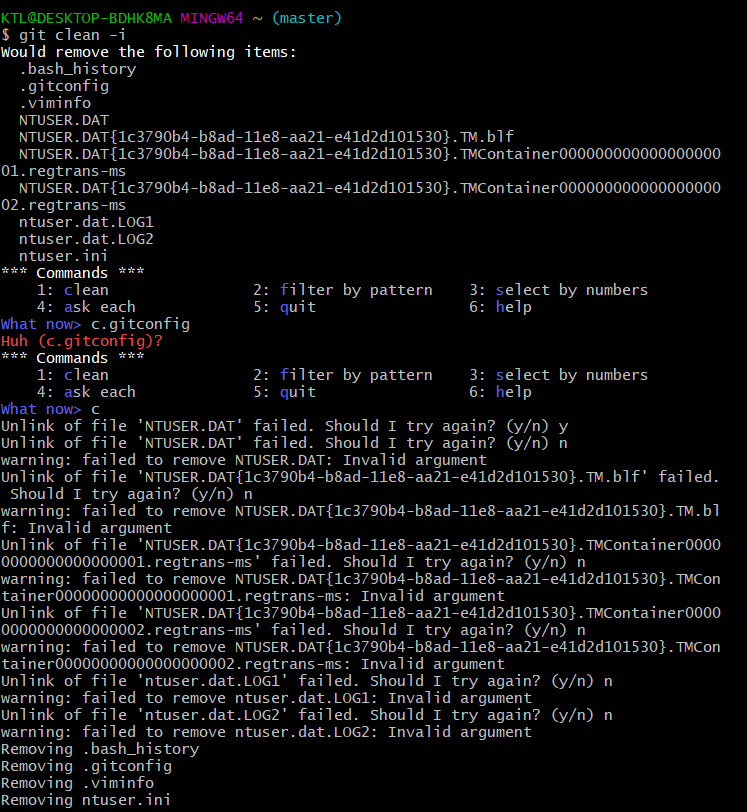 KTL@DESKTOP-BDHK8MA MINGW64 ~ (master)
$ git clean -i
Would remove the following items:
  .bash_history
  .gitconfig
  .viminfo
  NTUSER.DAT
  NTUSER.DAT{1c3790b4-b8ad-11e8-aa21-e41d2d101530}.TM.blf
  NTUSER.DAT{1c3790b4-b8ad-11e8-aa21-e41d2d101530}.TMContainer000000000000000000
01.regtrans-ms
  NTUSER.DAT{1c3790b4-b8ad-11e8-aa21-e41d2d101530}.TMContainer000000000000000000
02.regtrans-ms
  ntuser.dat.LOG1
  ntuser.dat.LOG2
  ntuser.ini
*** Commands ***
    1: clean                2: filter by pattern    3: select by numbers
    4: ask each             5: quit                 6: help
What now> c.gitconfig
Huh (c.gitconfig)?
*** Commands ***
    1: clean                2: filter by pattern    3: select by numbers
    4: ask each             5: quit                 6: help
What now> c
Unlink of file 'NTUSER.DAT' failed. Should I try again? (y/n) y
Unlink of file 'NTUSER.DAT' failed. Should I try again? (y/n) n
warning: failed to remove NTUSER.DAT: Invalid argument
Unlink of file 'NTUSER.DAT{1c3790b4-b8ad-11e8-aa21-e41d2d101530}.TM.blf' failed.
 Should I try again? (y/n) n
warning: failed to remove NTUSER.DAT{1c3790b4-b8ad-11e8-aa21-e41d2d101530}.TM.bl
f: Invalid argument
Unlink of file 'NTUSER.DAT{1c3790b4-b8ad-11e8-aa21-e41d2d101530}.TMContainer0000
0000000000000001.regtrans-ms' failed. Should I try again? (y/n) n
warning: failed to remove NTUSER.DAT{1c3790b4-b8ad-11e8-aa21-e41d2d101530}.TMCon
tainer00000000000000000001.regtrans-ms: Invalid argument
Unlink of file 'NTUSER.DAT{1c3790b4-b8ad-11e8-aa21-e41d2d101530}.TMContainer0000
0000000000000002.regtrans-ms' failed. Should I try again? (y/n) n
warning: failed to remove NTUSER.DAT{1c3790b4-b8ad-11e8-aa21-e41d2d101530}.TMCon
tainer00000000000000000002.regtrans-ms: Invalid argument
Unlink of file 'ntuser.dat.LOG1' failed. Should I try again? (y/n) n
warning: failed to remove ntuser.dat.LOG1: Invalid argument
Unlink of file 'ntuser.dat.LOG2' failed. Should I try again? (y/n) n
warning: failed to remove ntuser.dat.LOG2: Invalid argument
Removing .bash_history
Removing .gitconfig
Removing .viminfo
Removing ntuser.ini